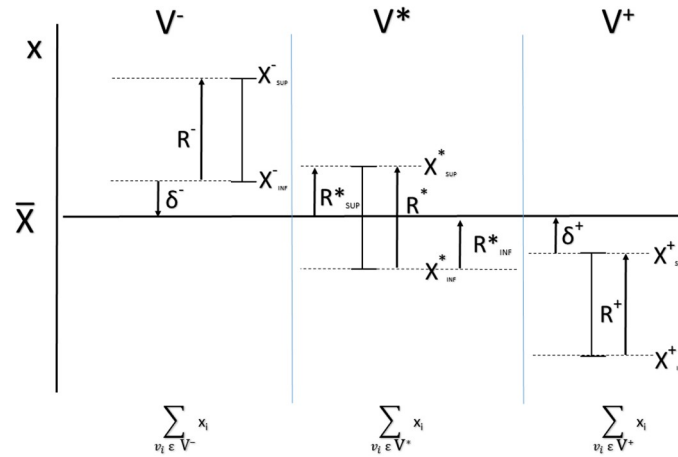 V⁻ V* V⁺
x
X⁻SUP
R⁻
X⁻INF
δ⁻
X̅
X*SUP
R*SUP
R*
R*INF
X*INF
δ⁺
X⁺S
R⁺
X⁺
∑ xᵢ
vᵢ ε V⁻
∑ xᵢ
vᵢ ε V*
∑ xᵢ
vᵢ ε V⁺